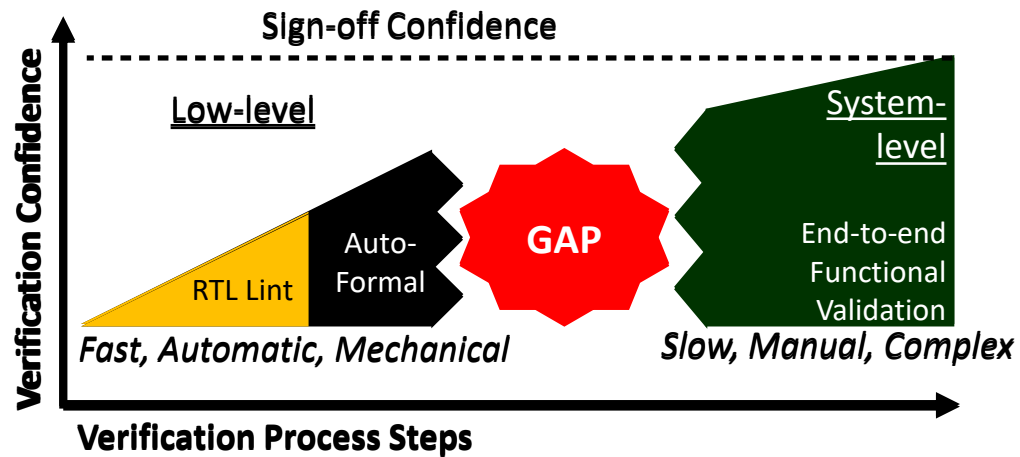 Sign-off Confidence
Verification Confidence
Low-level
System-
level
RTL Lint
Auto-
Formal
GAP
End-to-end
Functional
Validation
Fast, Automatic, Mechanical
Slow, Manual, Complex
Verification Process Steps